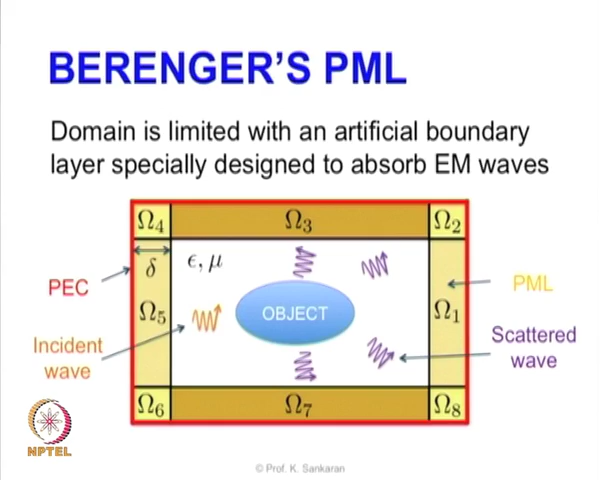 BERENGER'S PML
Domain is limited with an artificial boundary
layer specially designed to absorb EM waves
Ω₄ Ω₃ Ω₂
δ ϵ, μ
PEC
PML
Ω₅ OBJECT Ω₁
Incident
wave
Scattered
wave
Ω₆ Ω₇ Ω₈
NPTEL
© Prof. K. Sankaran